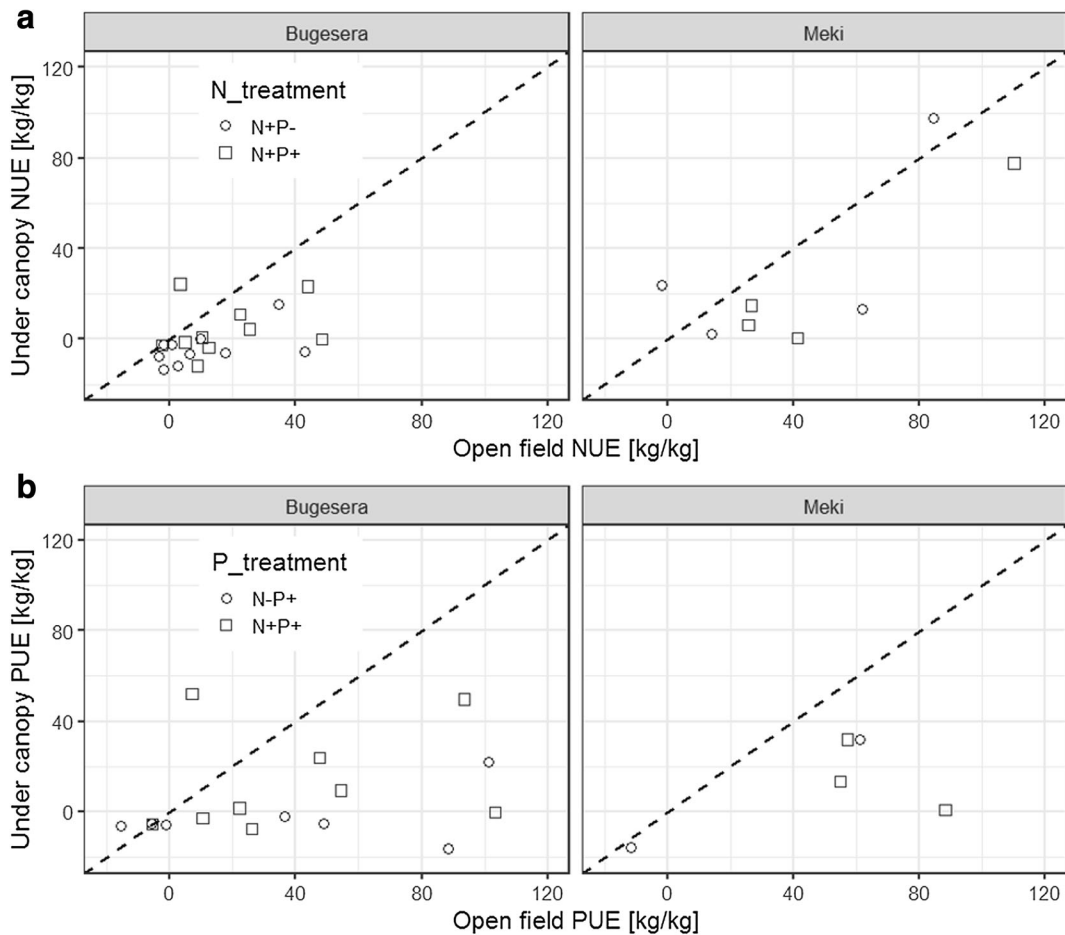 a
Bugesera
Meki
Under canopy NUE [kg/kg]
120
80
40
0
N_treatment
N+P-
N+P+
0 40 80 120
0 40 80 120
Open field NUE [kg/kg]
b
Bugesera
Meki
Under canopy PUE [kg/kg]
120
80
40
0
P_treatment
N-P+
N+P+
0 40 80 120
0 40 80 120
Open field PUE [kg/kg]